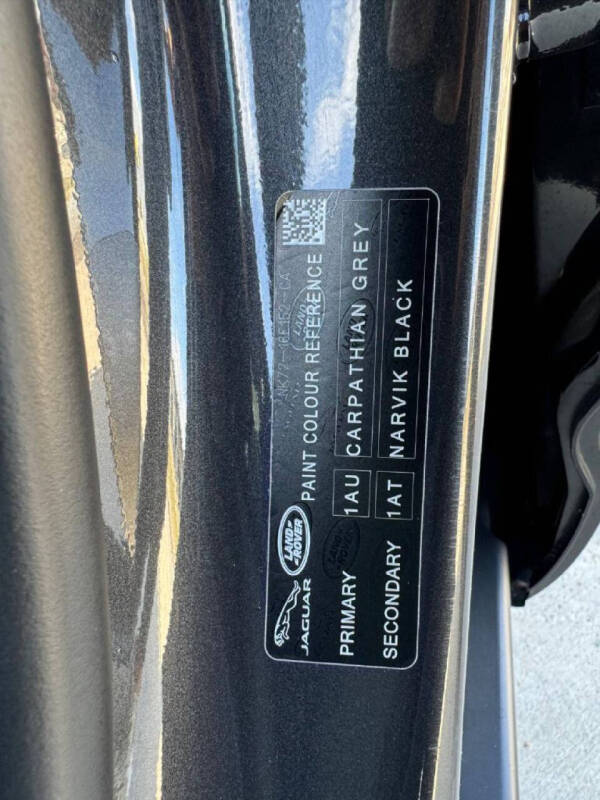 PAINT COLOUR REFERENCE
JAGUAR
LAND
ROVER
PRIMARY 1AU CARPATHIAN GREY
SECONDARY 1AT NARVIK BLACK